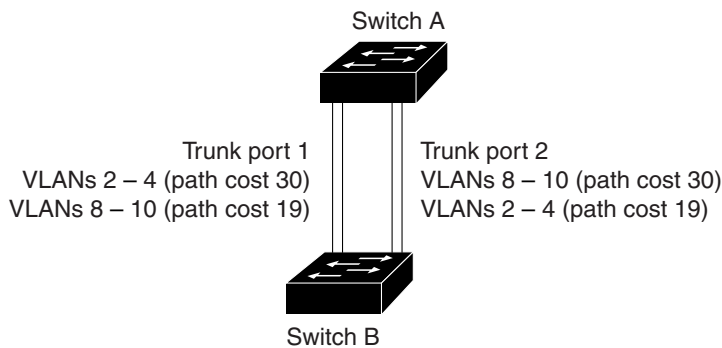 Switch A
Trunk port 1
VLANs 2 – 4 (path cost 30)
VLANs 8 – 10 (path cost 19)
Trunk port 2
VLANs 8 – 10 (path cost 30)
VLANs 2 – 4 (path cost 19)
Switch B